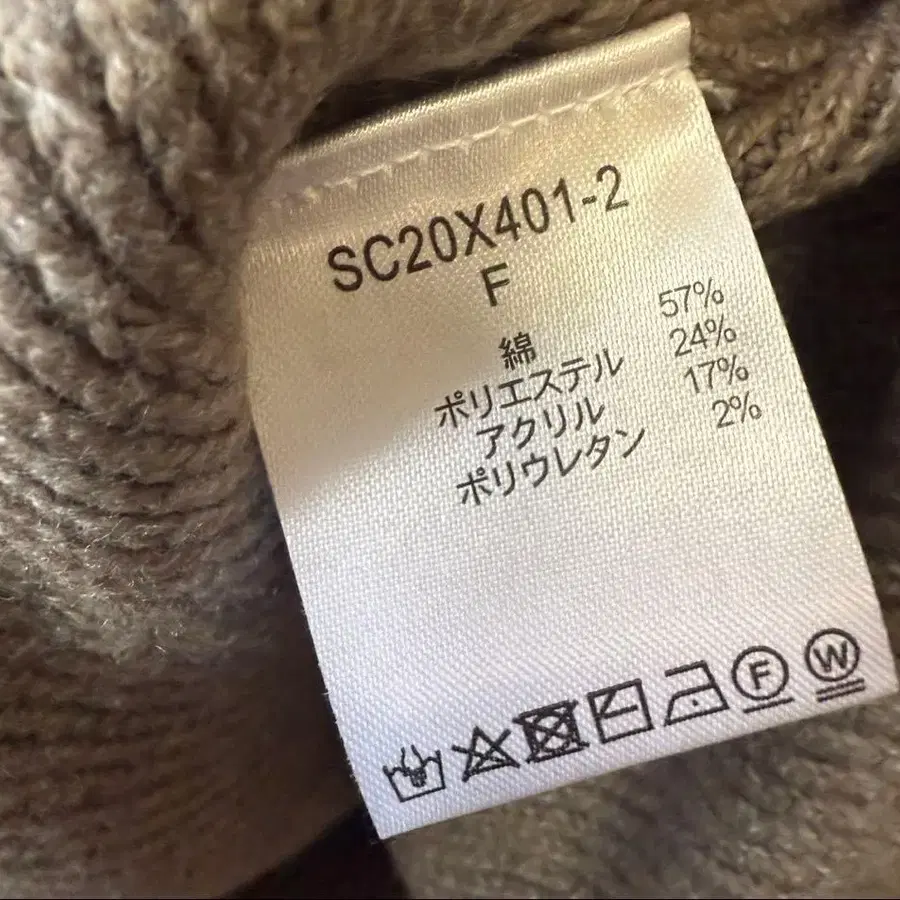 SC20X401-2
F
綿 57%
ポリエステル 24%
アクリル 17%
ポリウレタン 2%
F W